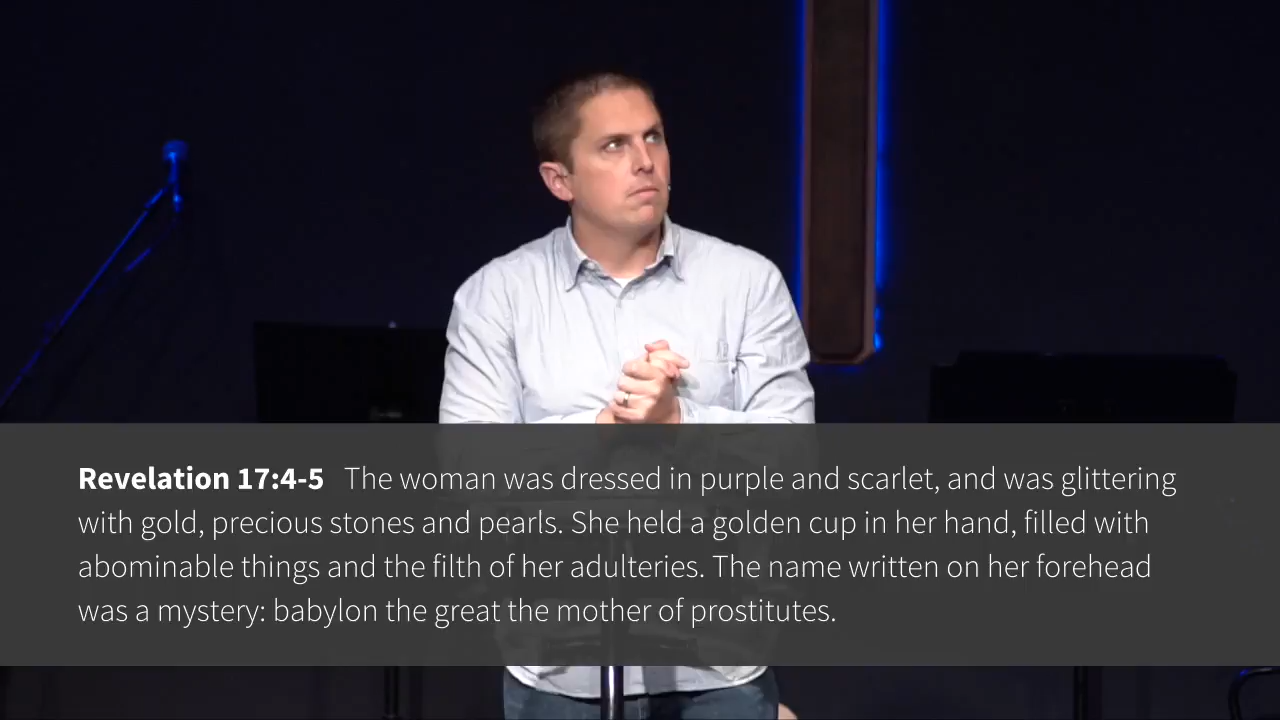 Revelation 17:4-5 The woman was dressed in purple and scarlet, and was glittering
with gold, precious stones and pearls. She held a golden cup in her hand, filled with
abominable things and the filth of her adulteries. The name written on her forehead
was a mystery: babylon the great the mother of prostitutes.